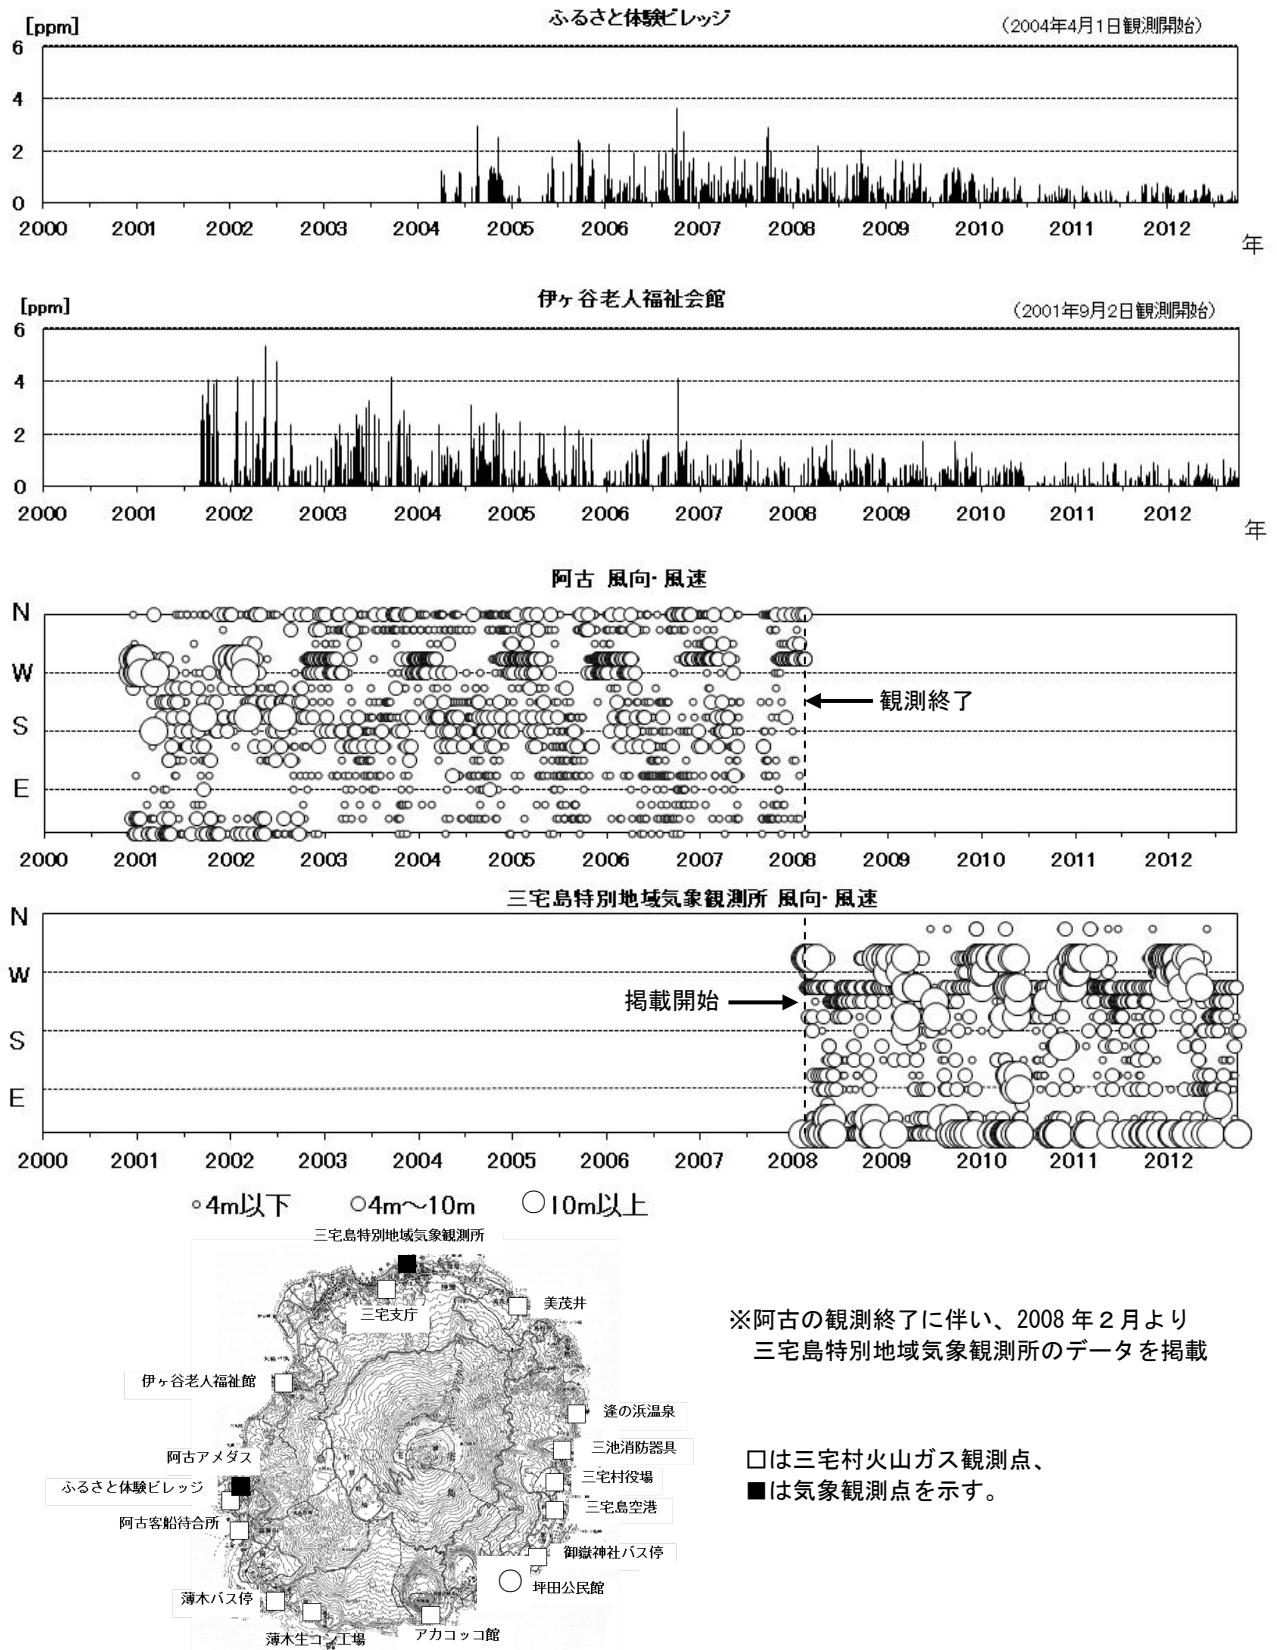 ふるさと体験ビレッジ
[ppm]
（2004年4月1日観測開始）
6
4
2
0
2000 2001 2002 2003 2004 2005 2006 2007 2008 2009 2010 2011 2012
年
伊ヶ谷老人福祉会館
[ppm]
（2001年9月2日観測開始）
6
4
2
0
2000 2001 2002 2003 2004 2005 2006 2007 2008 2009 2010 2011 2012
年
阿古 風向・風速
N
W
S
E
観測終了
2000 2001 2002 2003 2004 2005 2006 2007 2008 2009 2010 2011 2012
三宅島特別地域気象観測所 風向・風速
N
W
S
E
掲載開始
2000 2001 2002 2003 2004 2005 2006 2007 2008 2009 2010 2011 2012
○4m以下 ○4m～10m ○10m以上
三宅島特別地域気象観測所
三宅支庁
美茂井
伊ヶ谷老人福祉館
逢の浜温泉
三池消防器具
阿古アメダス
三宅村役場
ふるさと体験ビレッジ
三宅島空港
阿古客船待合所
御嶽神社バス停
坪田公民館
薄木バス停
アカコッコ館
薄木生コン工場
※阿古の観測終了に伴い、2008年２月より
三宅島特別地域気象観測所のデータを掲載
□は三宅村火山ガス観測点、
■は気象観測点を示す。